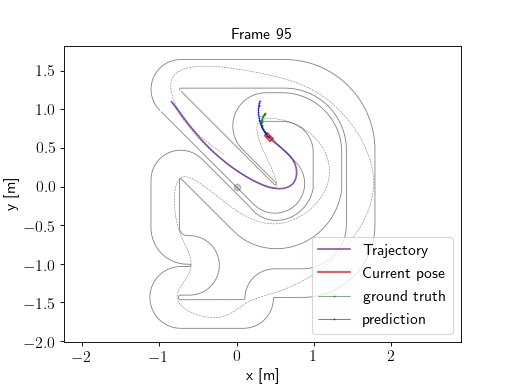 Frame 95
y [m]
1.5
1.0
0.5
0.0
−0.5
−1.0
−1.5
−2.0
Trajectory
Current pose
ground truth
prediction
−2 −1 0 1 2
x [m]